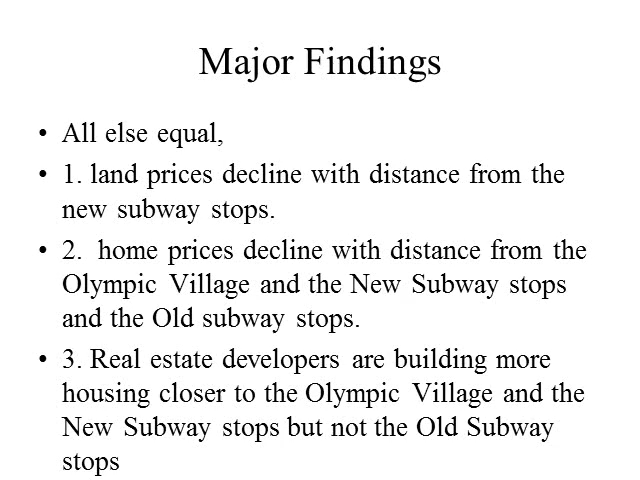 Major Findings
• All else equal,
• 1. land prices decline with distance from the
new subway stops.
• 2.  home prices decline with distance from the
Olympic Village and the New Subway stops
and the Old subway stops.
• 3. Real estate developers are building more
housing closer to the Olympic Village and the
New Subway stops but not the Old Subway
stops